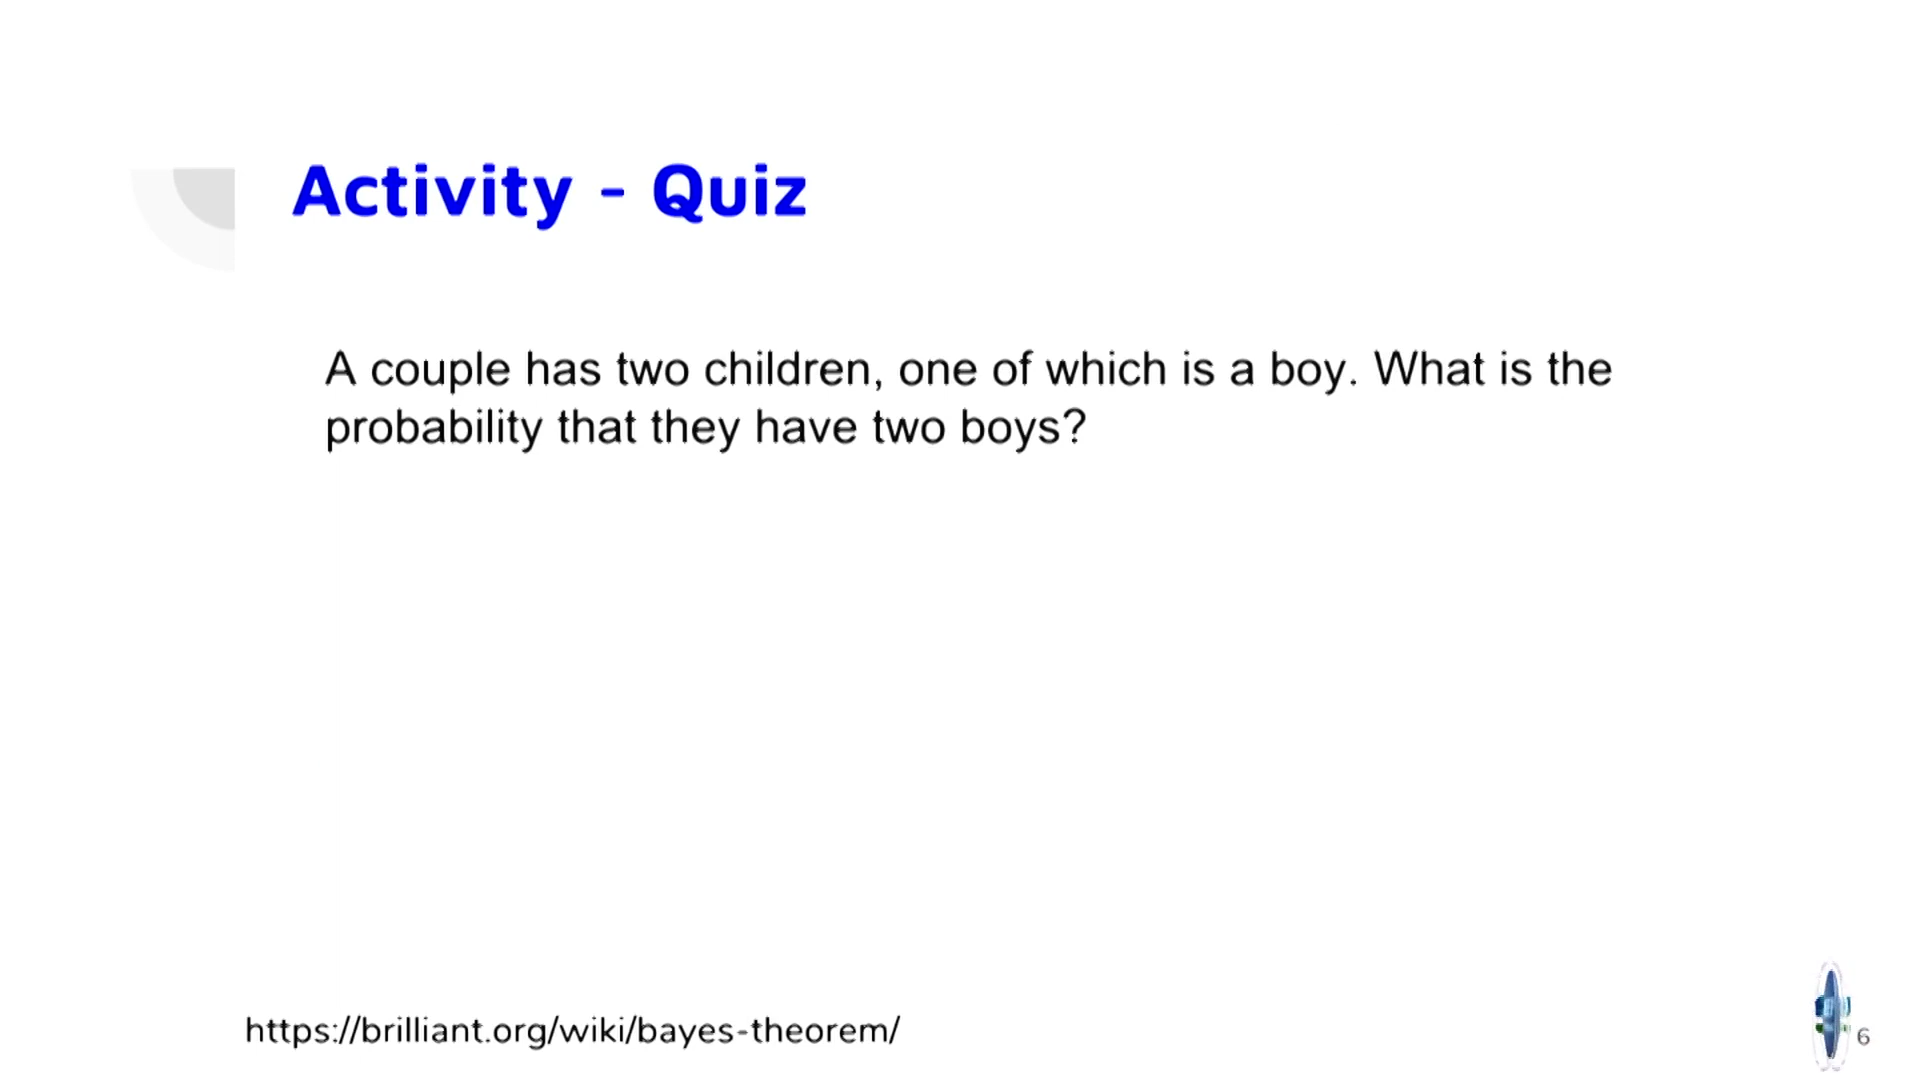 Activity - Quiz
A couple has two children, one of which is a boy. What is the
probability that they have two boys?
https://brilliant.org/wiki/bayes-theorem/
6